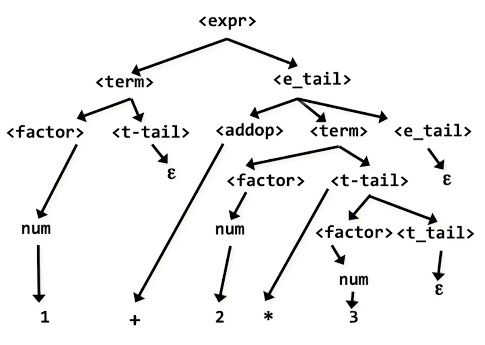 <expr>
<term> <e_tail>
<factor> <t-tail> <addop> <term> <e_tail>
ε <factor> <t-tail> ε
num num <factor> <t_tail>
num ε
1 + 2 * 3